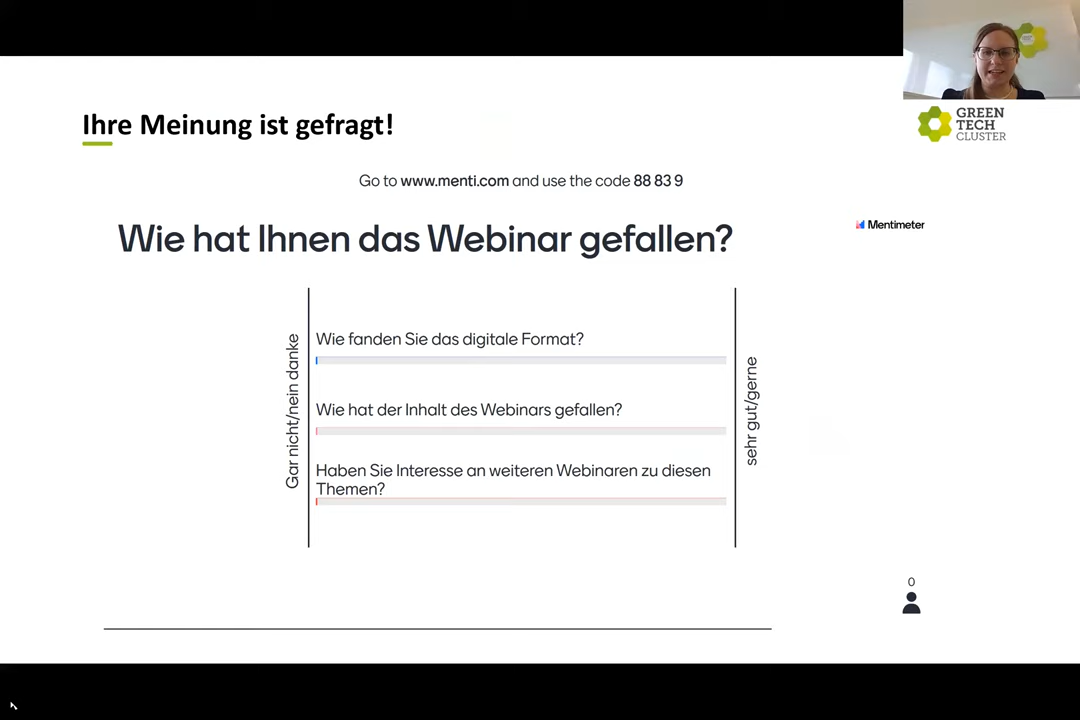 Ihre Meinung ist gefragt!
GREEN
TECH
CLUSTER
Go to www.menti.com and use the code 88 83 9
Mentimeter
Wie hat Ihnen das Webinar gefallen?
Gar nicht/nein danke
Wie fanden Sie das digitale Format?
Wie hat der Inhalt des Webinars gefallen?
Haben Sie Interesse an weiteren Webinaren zu diesen
Themen?
sehr gut/gerne
0